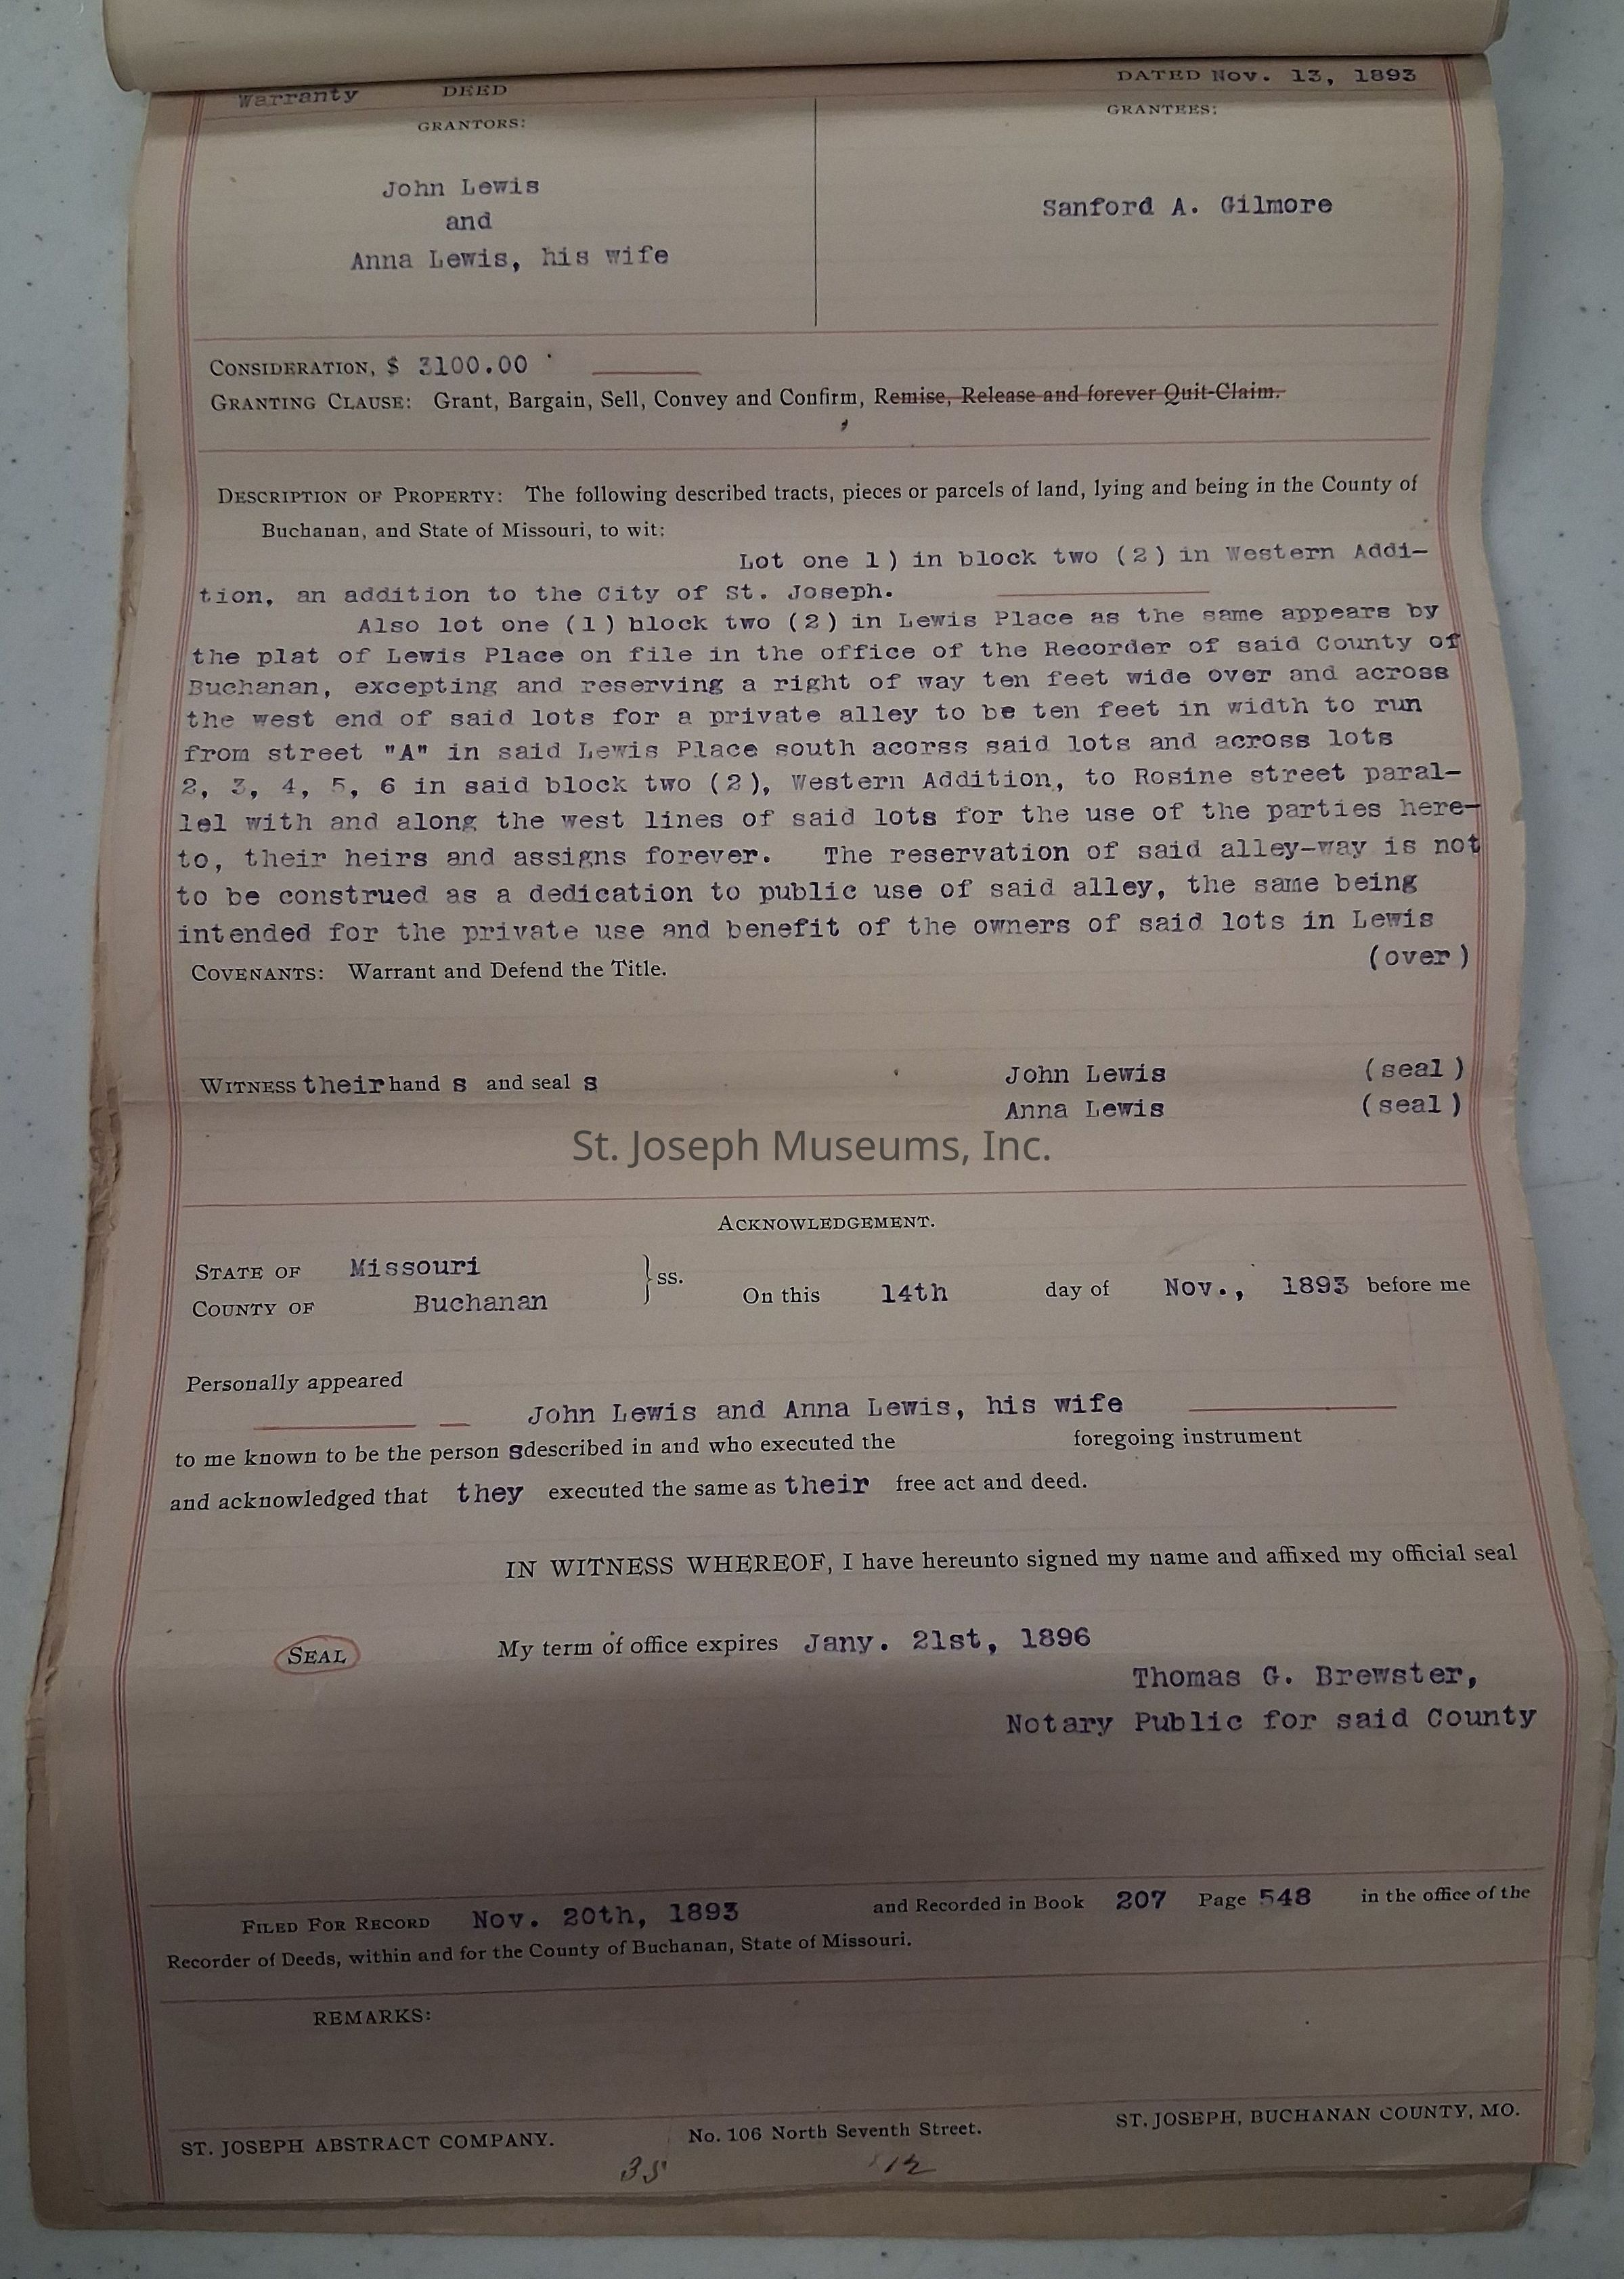 Warranty DEED DATED Nov. 13, 1893
GRANTORS: GRANTEES:
John Lewis
and
Anna Lewis, his wife
Sanford A. Gilmore
CONSIDERATION, $ 3100.00
GRANTING CLAUSE: Grant, Bargain, Sell, Convey and Confirm, Remise, Release and forever Quit-Claim.
DESCRIPTION OF PROPERTY: The following described tracts, pieces or parcels of land, lying and being in the County of
Buchanan, and State of Missouri, to wit:
Lot one 1) in block two (2) in Western Addi-
tion, an addition to the City of St. Joseph.
Also lot one (1) block two (2) in Lewis Place as the same appears by
the plat of Lewis Place on file in the office of the Recorder of said County of
Buchanan, excepting and reserving a right of way ten feet wide over and across
the west end of said lots for a private alley to be ten feet in width to run
from street "A" in said Lewis Place south acorss said lots and across lots
2, 3, 4, 5, 6 in said block two (2), Western Addition, to Rosine street paral-
lel with and along the west lines of said lots for the use of the parties here-
to, their heirs and assigns forever. The reservation of said alley-way is not
to be construed as a dedication to public use of said alley, the same being
intended for the private use and benefit of the owners of said lots in Lewis
(over)
COVENANTS: Warrant and Defend the Title.
WITNESS their hand s and seal s John Lewis (seal)
Anna Lewis (seal)
St. Joseph Museums, Inc.
ACKNOWLEDGEMENT.
STATE OF Missouri
COUNTY OF Buchanan } ss. On this 14th day of Nov., 1893 before me
Personally appeared
John Lewis and Anna Lewis, his wife
to me known to be the person s described in and who executed the foregoing instrument
and acknowledged that they executed the same as their free act and deed.
IN WITNESS WHEREOF, I have hereunto signed my name and affixed my official seal
SEAL My term of office expires Jany. 21st, 1896
Thomas G. Brewster,
Notary Public for said County
FILED FOR RECORD Nov. 20th, 1893 and Recorded in Book 207 Page 548 in the office of the
Recorder of Deeds, within and for the County of Buchanan, State of Missouri.
REMARKS:
ST. JOSEPH ABSTRACT COMPANY. No. 106 North Seventh Street. ST. JOSEPH, BUCHANAN COUNTY, MO.
35 12